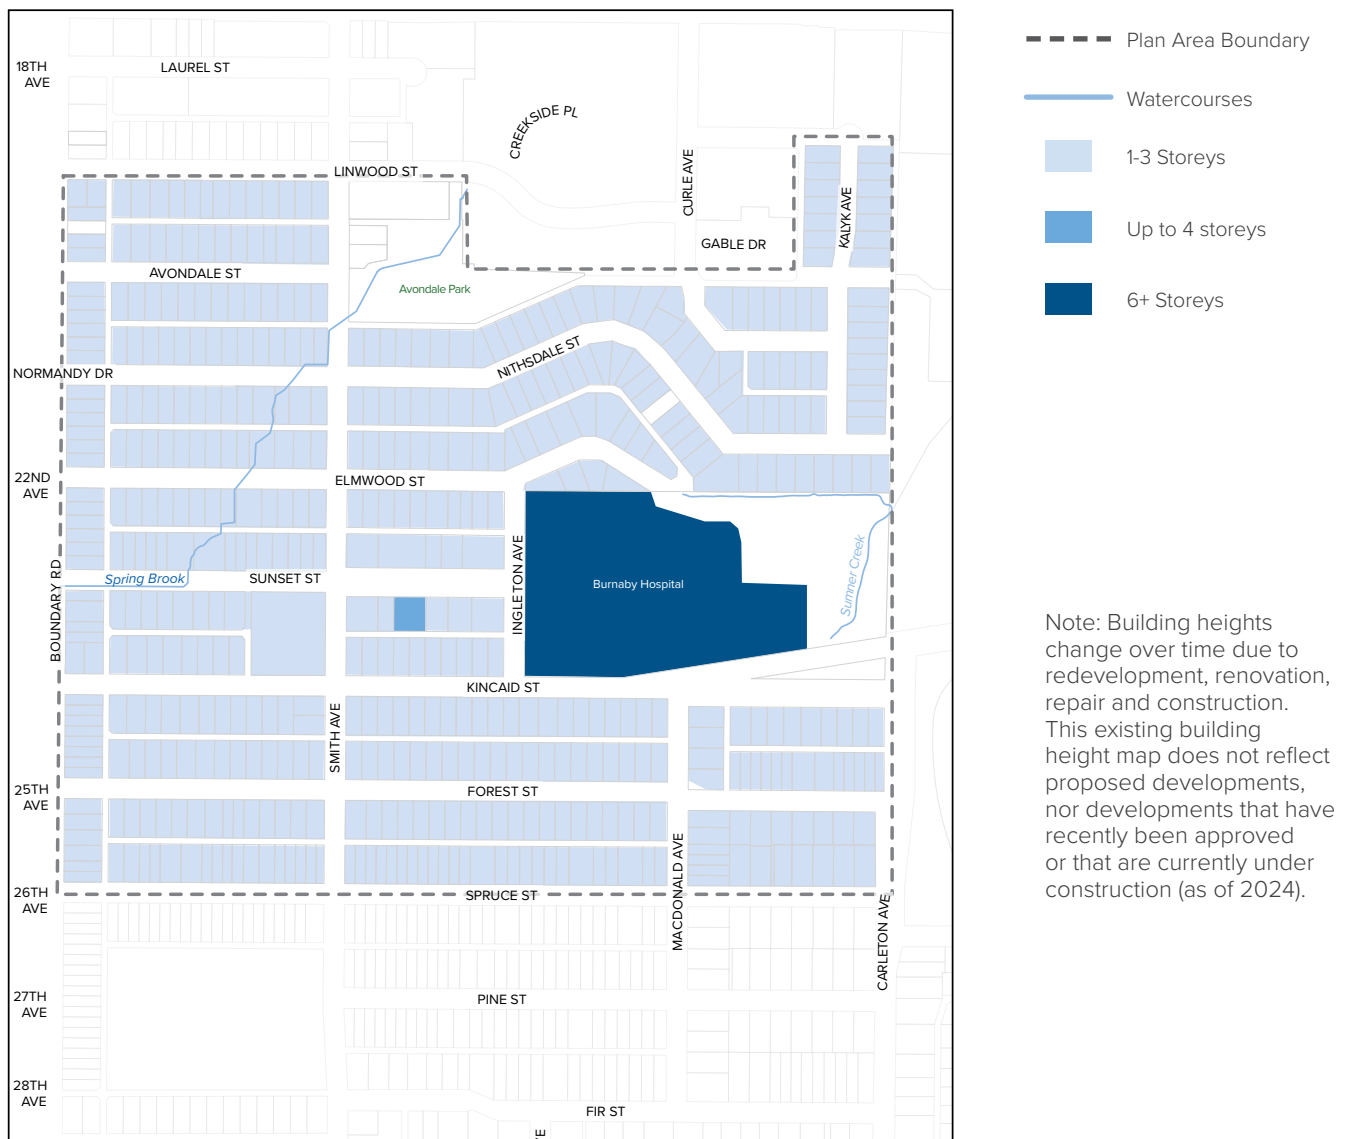 18TH
AVE
LAUREL ST
CREEKSIDE PL
LINWOOD ST
CURLE AVE
KALYK AVE
GABLE DR
AVONDALE ST
Avondale Park
NITHSDALE ST
NORMANDY DR
22ND
AVE
ELMWOOD ST
BOUNDARY RD
Spring Brook
SUNSET ST
INGLETON AVE
Burnaby Hospital
Sumner Creek
KINCAID ST
SMITH AVE
25TH
AVE
FOREST ST
MACDONALD AVE
26TH
AVE
SPRUCE ST
CARLETON AVE
27TH
AVE
PINE ST
28TH
AVE
FIR ST
VE
Plan Area Boundary
Watercourses
1-3 Storeys
Up to 4 storeys
6+ Storeys
Note: Building heights
change over time due to
redevelopment, renovation,
repair and construction.
This existing building
height map does not reflect
proposed developments,
nor developments that have
recently been approved
or that are currently under
construction (as of 2024).